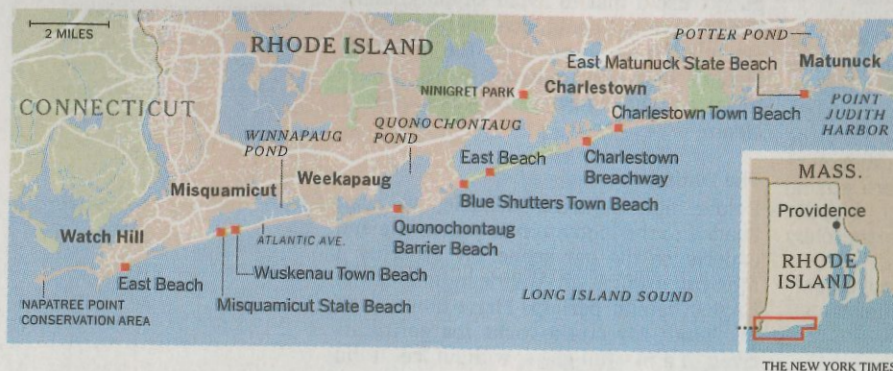 2 MILES
RHODE ISLAND
POTTER POND
East Matunuck State Beach
Matunuck
NINIGRET PARK
Charlestown
CONNECTICUT
Charlestown Town Beach
POINT
JUDITH
HARBOR
WINNAPAUG
POND
QUONOCHONTAUG
POND
East Beach
Charlestown
Breachway
Misquamicut
Weekapaug
Blue Shutters Town Beach
MASS.
Providence
Watch Hill
ATLANTIC AVE.
Quonochontaug
Barrier Beach
RHODE
ISLAND
East Beach
Wuskenau Town Beach
Misquamicut State Beach
LONG ISLAND SOUND
NAPATREE POINT
CONSERVATION AREA
THE NEW YORK TIMES